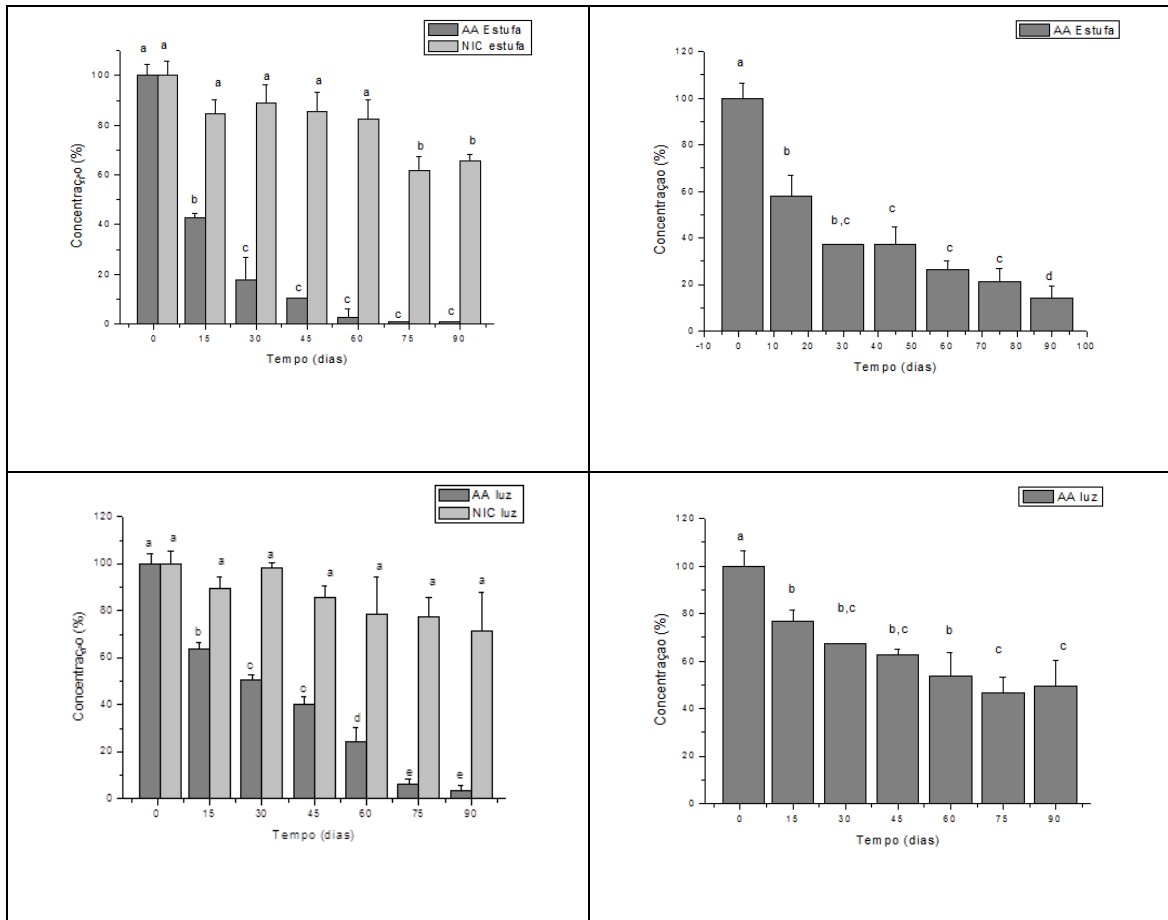 AA Estufa
NIC estufa
a a a a a a b b
b c c c c c
100
80
60
40
20
0
Concentração (%)
0 15 30 45 60 75 90
Tempo (dias)
AA Estufa
a b b,c c c c d
120
100
80
60
40
20
0
Concentraçao (%)
-10 0 10 20 30 40 50 60 70 80 90 100
Tempo (dias)
AA luz
NIC luz
a a a a a a a a
b c c d e e
120
100
80
60
40
20
0
Concentração (%)
0 15 30 45 60 75 90
Tempo (dias)
AA luz
a b b,c b,c b c c
120
100
80
60
40
20
0
Concentraçao (%)
0 15 30 45 60 75 90
Tempo (dias)